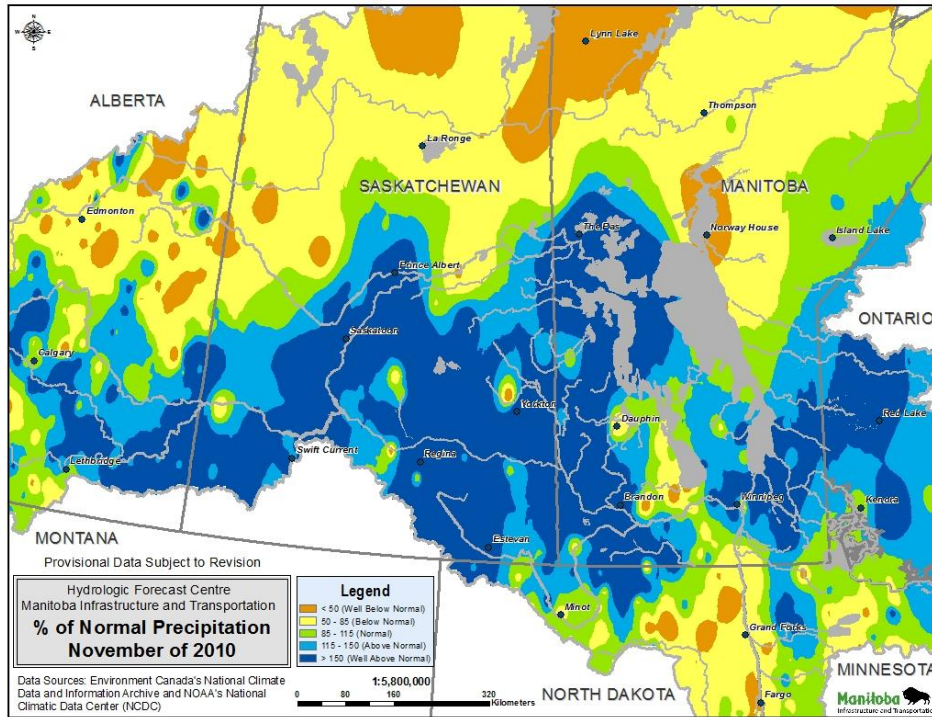 N
W E
S
Lynn Lake
ALBERTA
Thompson
La Ronge
SASKATCHEWAN
MANITOBA
Edmonton
The Pas
Norway House
Island Lake
Prince Albert
ONTARIO
Saskatoon
Calgary
Yorkton
Dauphin
Red Lake
Swift Current
Regina
Lethbridge
Brandon
Winnipeg
Kenora
MONTANA
Estevan
Provisional Data Subject to Revision
Hydrologic Forecast Centre
Manitoba Infrastructure and Transportation
% of Normal Precipitation
November of 2010
Legend
< 50 (Well Below Normal)
50 - 85 (Below Normal)
85 - 115 (Normal)
115 - 150 (Above Normal)
> 150 (Well Above Normal)
Minot
Grand Forks
MINNESOTA
Data Sources: Environment Canada's National Climate
Data and Information Archive and NOAA's National
Climatic Data Center (NCDC)
1:5,800,000
0 40 80 160 240 320
Kilometers
NORTH DAKOTA
Fargo
Manitoba
Infrastructure and Transportation